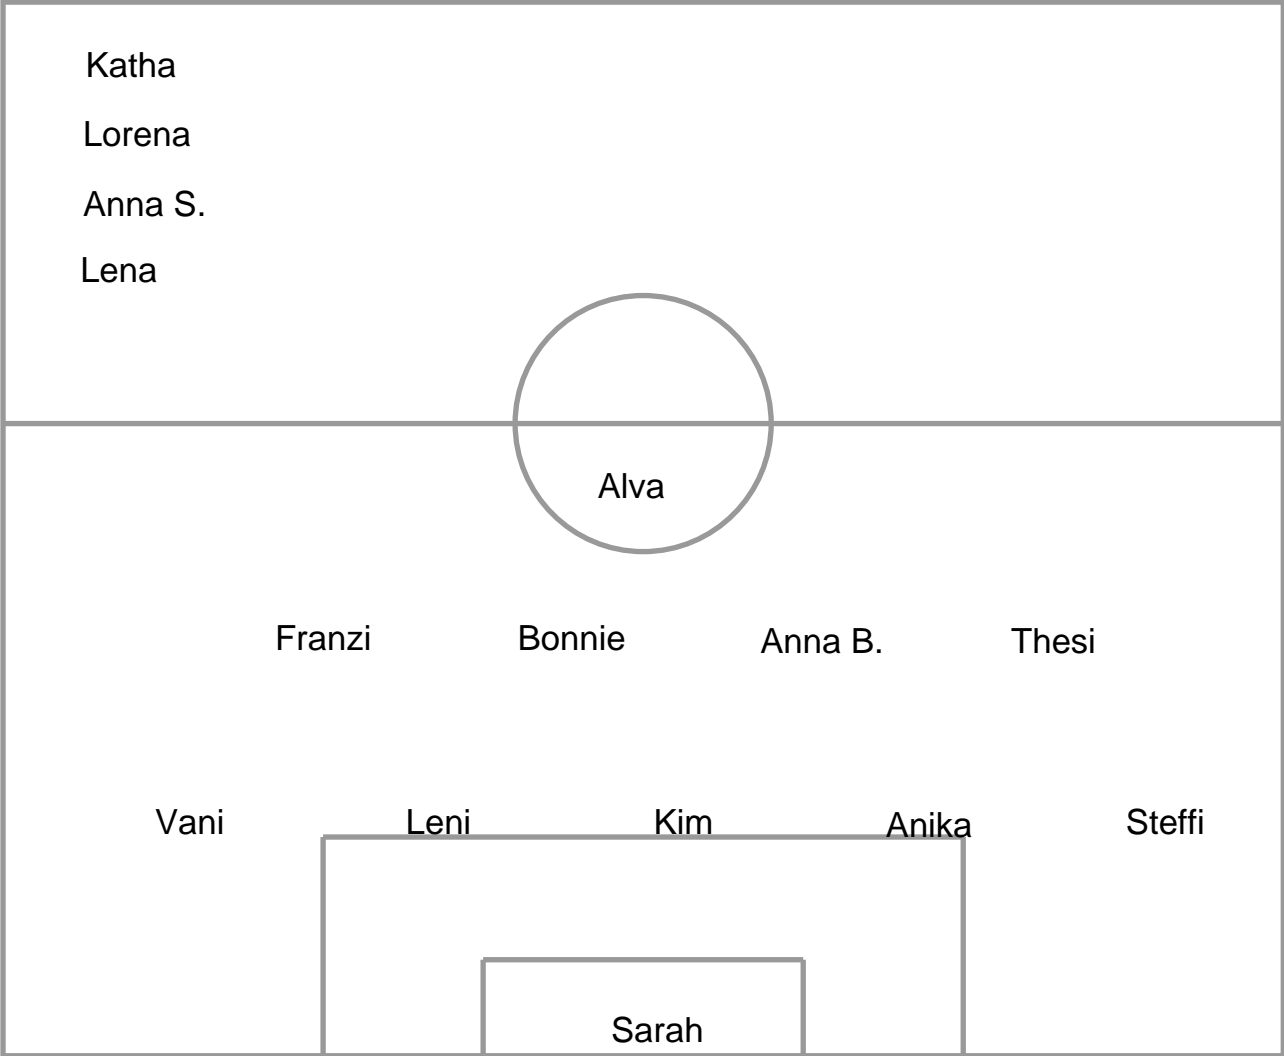 Katha
Lorena
Anna S.
Lena
Alva
Franzi Bonnie Anna B. Thesi
Vani Leni Kim Anika Steffi
Sarah